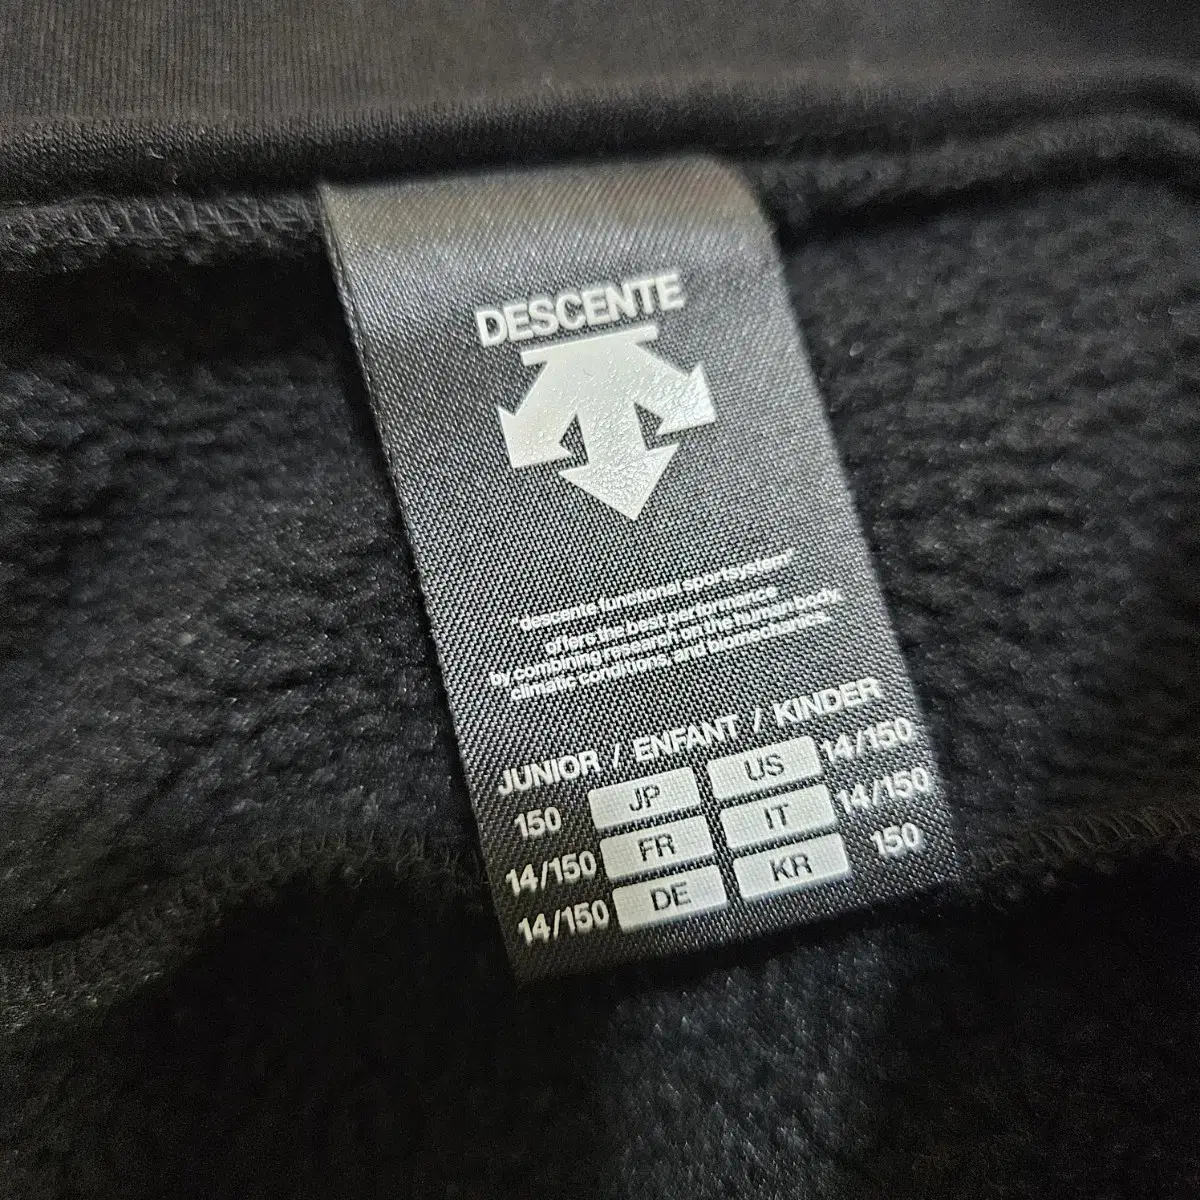 DESCENTE
"descente functional sportsystem"
offers the best performance
by combining research on the human body,
climatic conditions, and biomechanics.
JUNIOR / ENFANT / KINDER
150 JP US 14/150
14/150 FR IT 14/150
14/150 DE KR 150